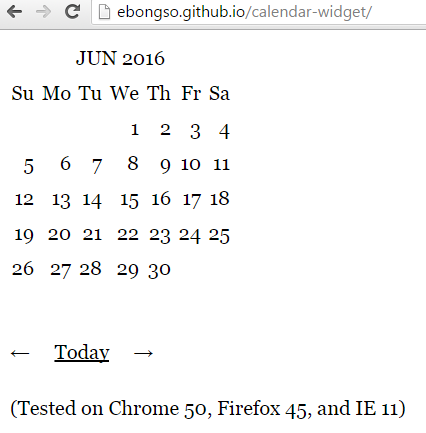 ebongso.github.io/calendar-widget/
JUN 2016
Su Mo Tu We Th Fr Sa
1 2 3 4
5 6 7 8 9 10 11
12 13 14 15 16 17 18
19 20 21 22 23 24 25
26 27 28 29 30
← Today →
(Tested on Chrome 50, Firefox 45, and IE 11)